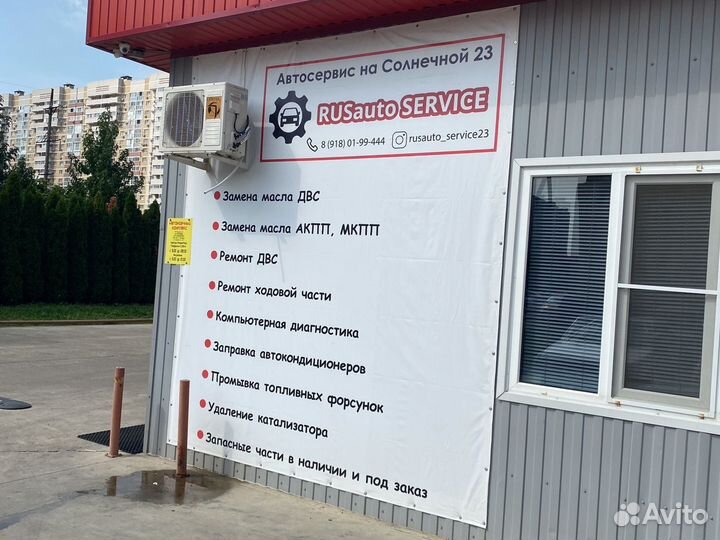 Автосервис на Солнечной 23
RUSauto SERVICE
8 (918) 01-99-444 rusauto_service23
Замена масла ДВС
Замена масла АКПП, МКПП
Ремонт ДВС
Ремонт ходовой части
Компьютерная диагностика
Заправка автокондиционеров
Промывка топливных форсунок
Удаление катализатора
Запасные части в наличии и под заказ
Avito